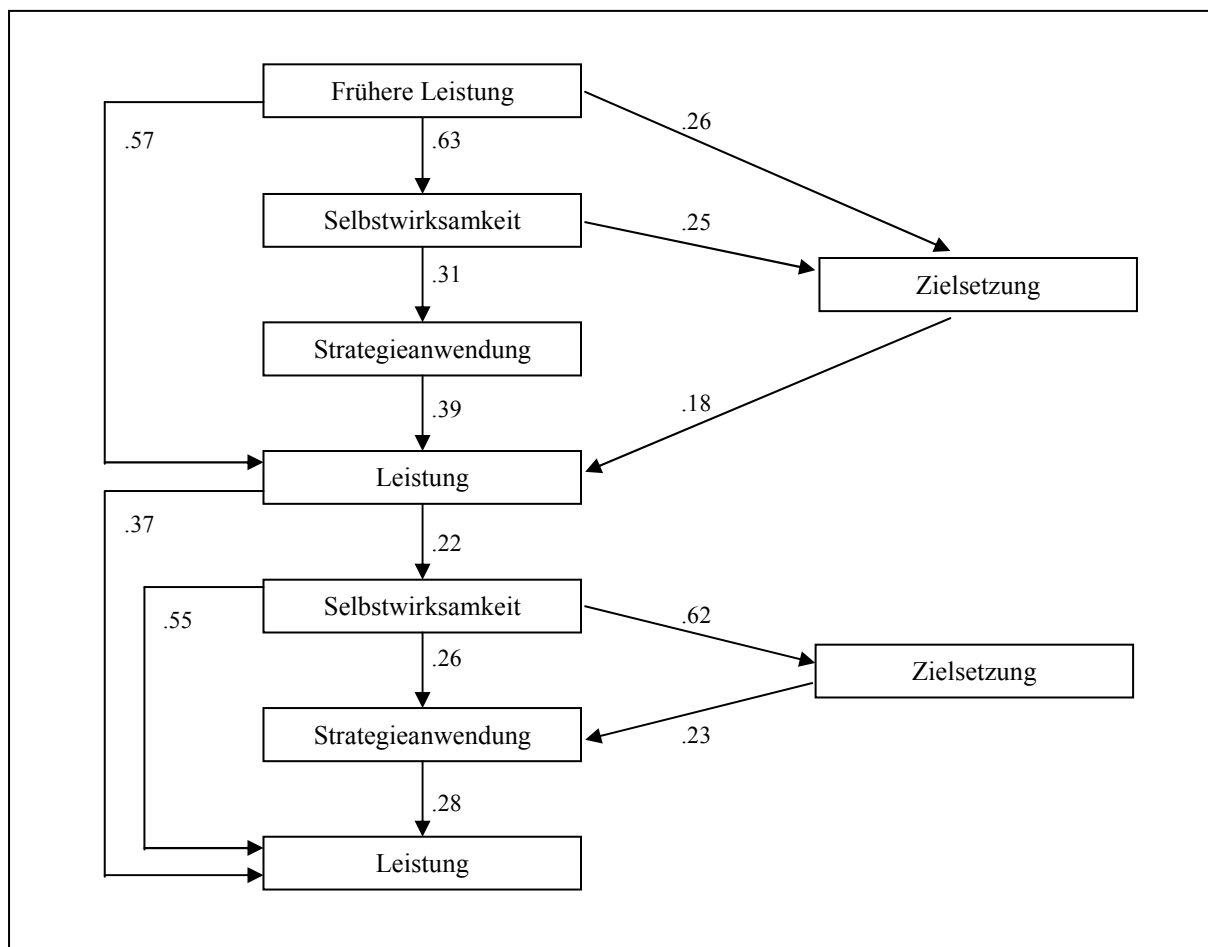 Frühere Leistung
.57
.63
.26
Selbstwirksamkeit
.25
.31
Zielsetzung
Strategieanwendung
.39
.18
Leistung
.37
.22
Selbstwirksamkeit
.55
.62
.26
Zielsetzung
Strategieanwendung
.23
.28
Leistung